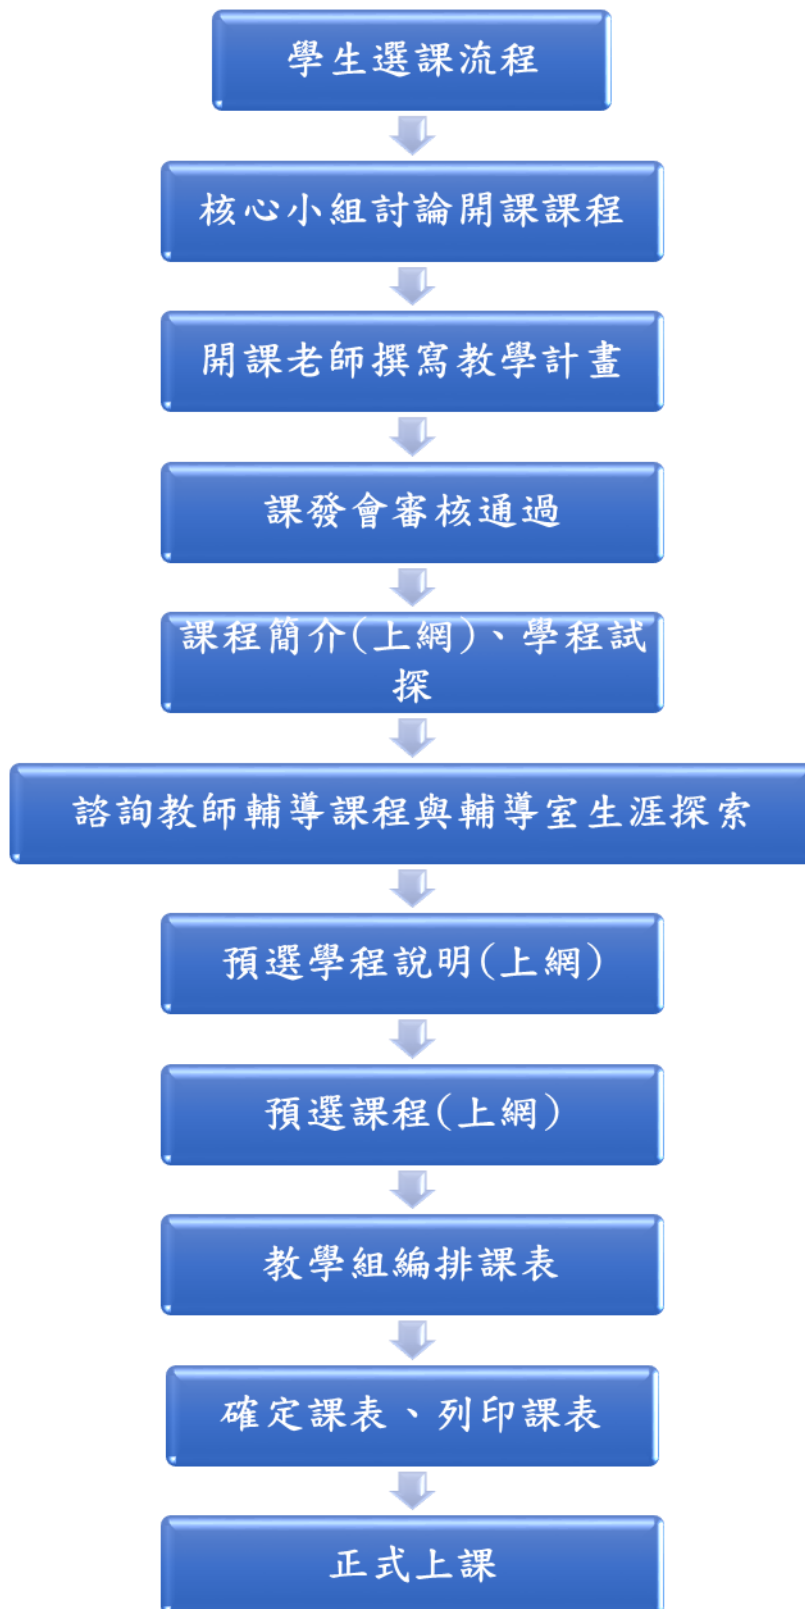 學生選課流程
核心小組討論開課課程
開課老師撰寫教學計畫
課發會審核通過
課程簡介(上網)、學程試
探
諮詢教師輔導課程與輔導室生涯探索
預選學程說明(上網)
預選課程(上網)
教學組編排課表
確定課表、列印課表
正式上課